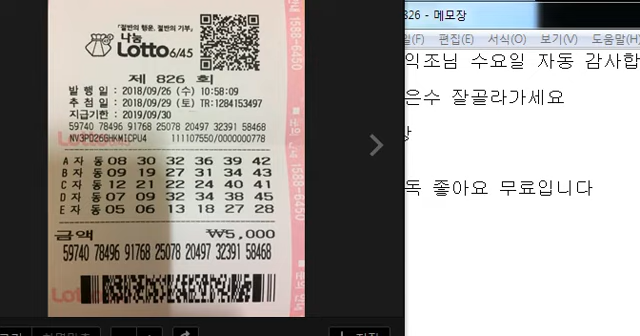 「절반의 행운, 절반의 기부」
나눔
Lotto 6/45
제 826 회
발 행 일 : 2018/09/26 (수) 10:58:09
추 첨 일 : 2018/09/29 (토) TR:1284153497
지급기한 : 2019/09/30
59740 78496 91768 25078 20497 32391 58468
111107550/0000000778
A 자 동 08 30 32 36 39 42
B 자 동 09 19 27 31 34 43
C 자 동 12 21 22 24 40 41
D 자 동 07 09 32 34 38 45
E 자 동 05 06 13 18 27 28
금액 ₩5,000
59740 78496 91768 25078 20497 32391 58468
1588-6450
1588-6450
826 - 메모장
편집(E) 서식(O) 보기(V) 도움말(H)
익조님 수요일 자동 감사합
은수 잘골라가세요
독 좋아요 무료입니다